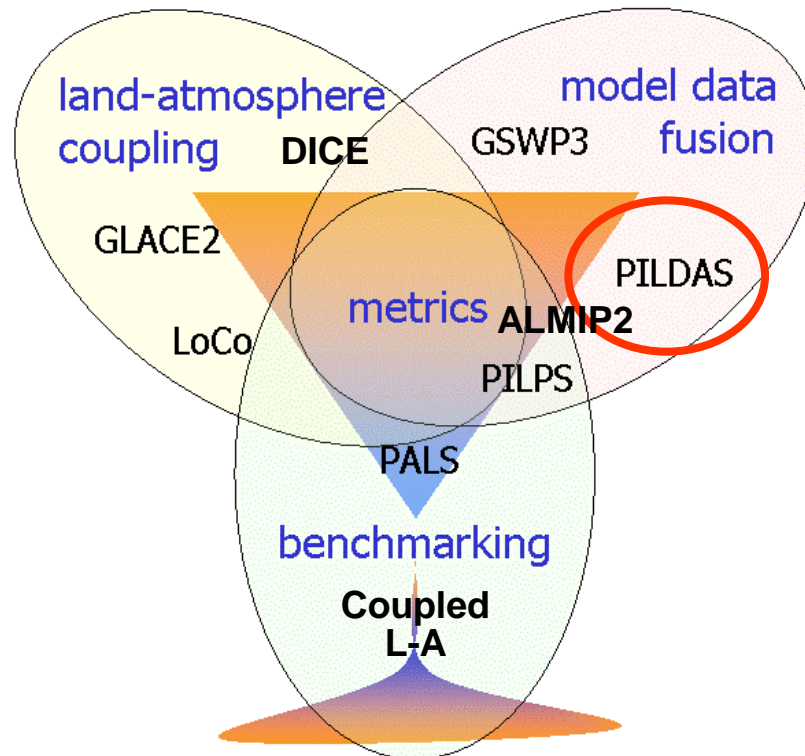 land-atmosphere
coupling
DICE
model data
fusion
GSWP3
GLACE2
PILDAS
metrics
ALMIP2
LoCo
PILPS
PALS
benchmarking
Coupled
L-A